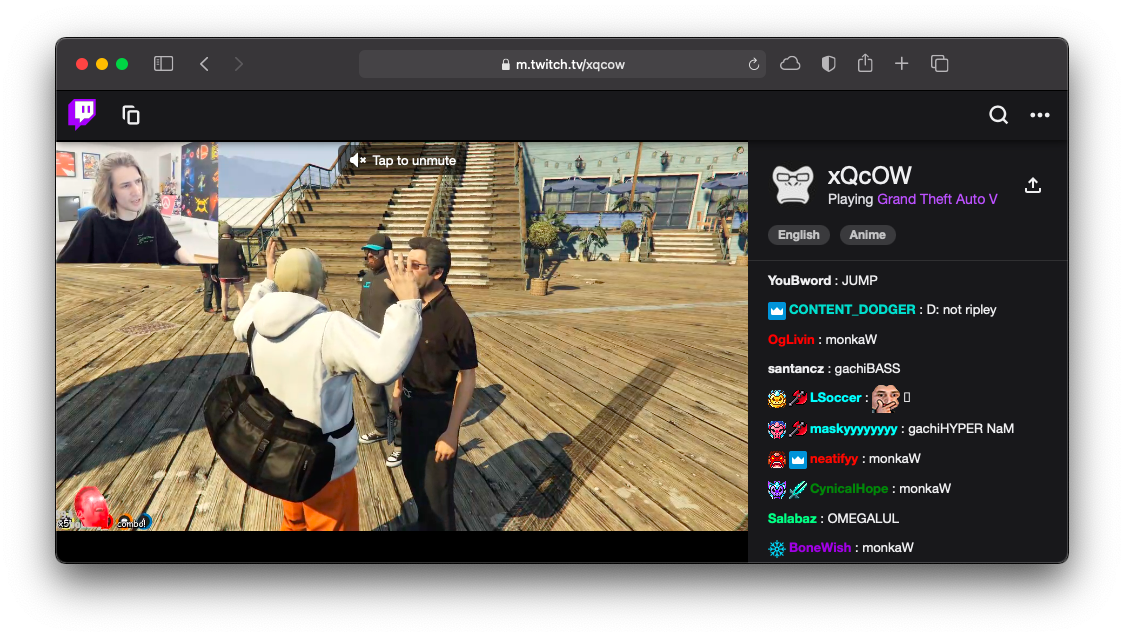 m.twitch.tv/xqcow
Tap to unmute
xQcOW
Playing Grand Theft Auto V
English Anime
YouBword : JUMP
CONTENT_DODGER : D: not ripley
OgLivin : monkaW
santancz : gachiBASS
LSoccer :
maskyyyyyyyy : gachiHYPER NaM
neatifyy : monkaW
CynicalHope : monkaW
Salabaz : OMEGALUL
BoneWish : monkaW
combo!